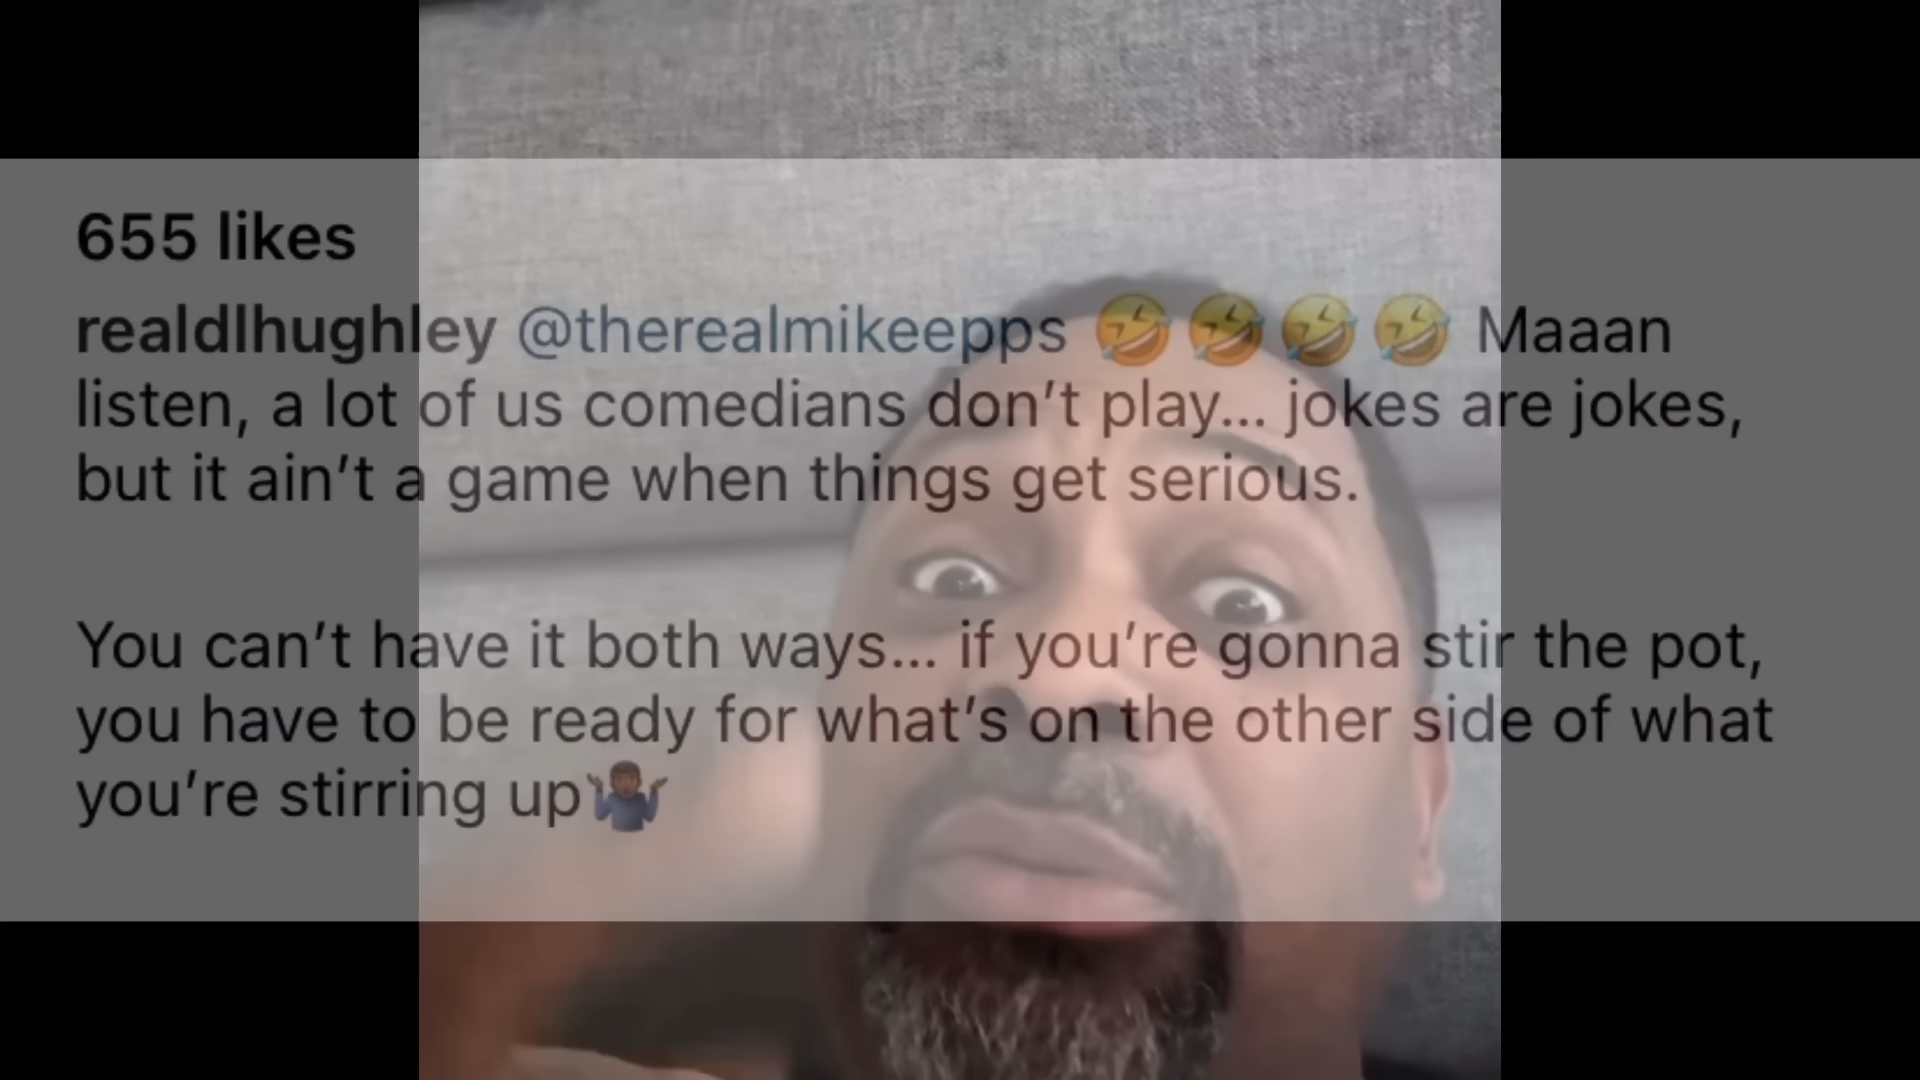 655 likes
realdlhughley @therealmikeepps 🤣🤣🤣🤣 Maaan
listen, a lot of us comedians don’t play... jokes are jokes,
but it ain’t a game when things get serious.
You can’t have it both ways... if you’re gonna stir the pot,
you have to be ready for what’s on the other side of what
you’re stirring up🤷🏾‍♂️